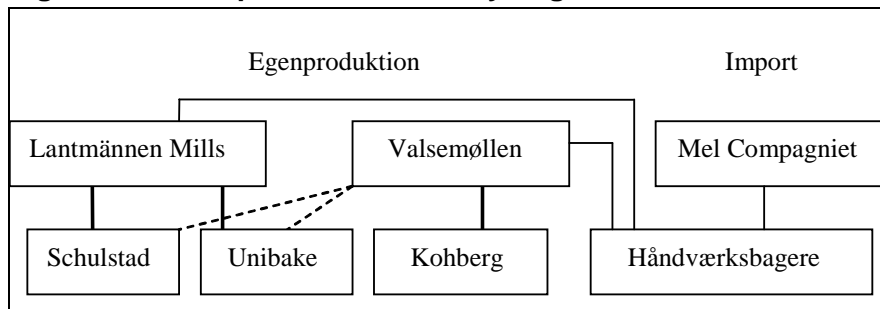 Egenproduktion Import
Lantmännen Mills Valsemøllen Mel Compagniet
Schulstad Unibake Kohberg Håndværksbagere